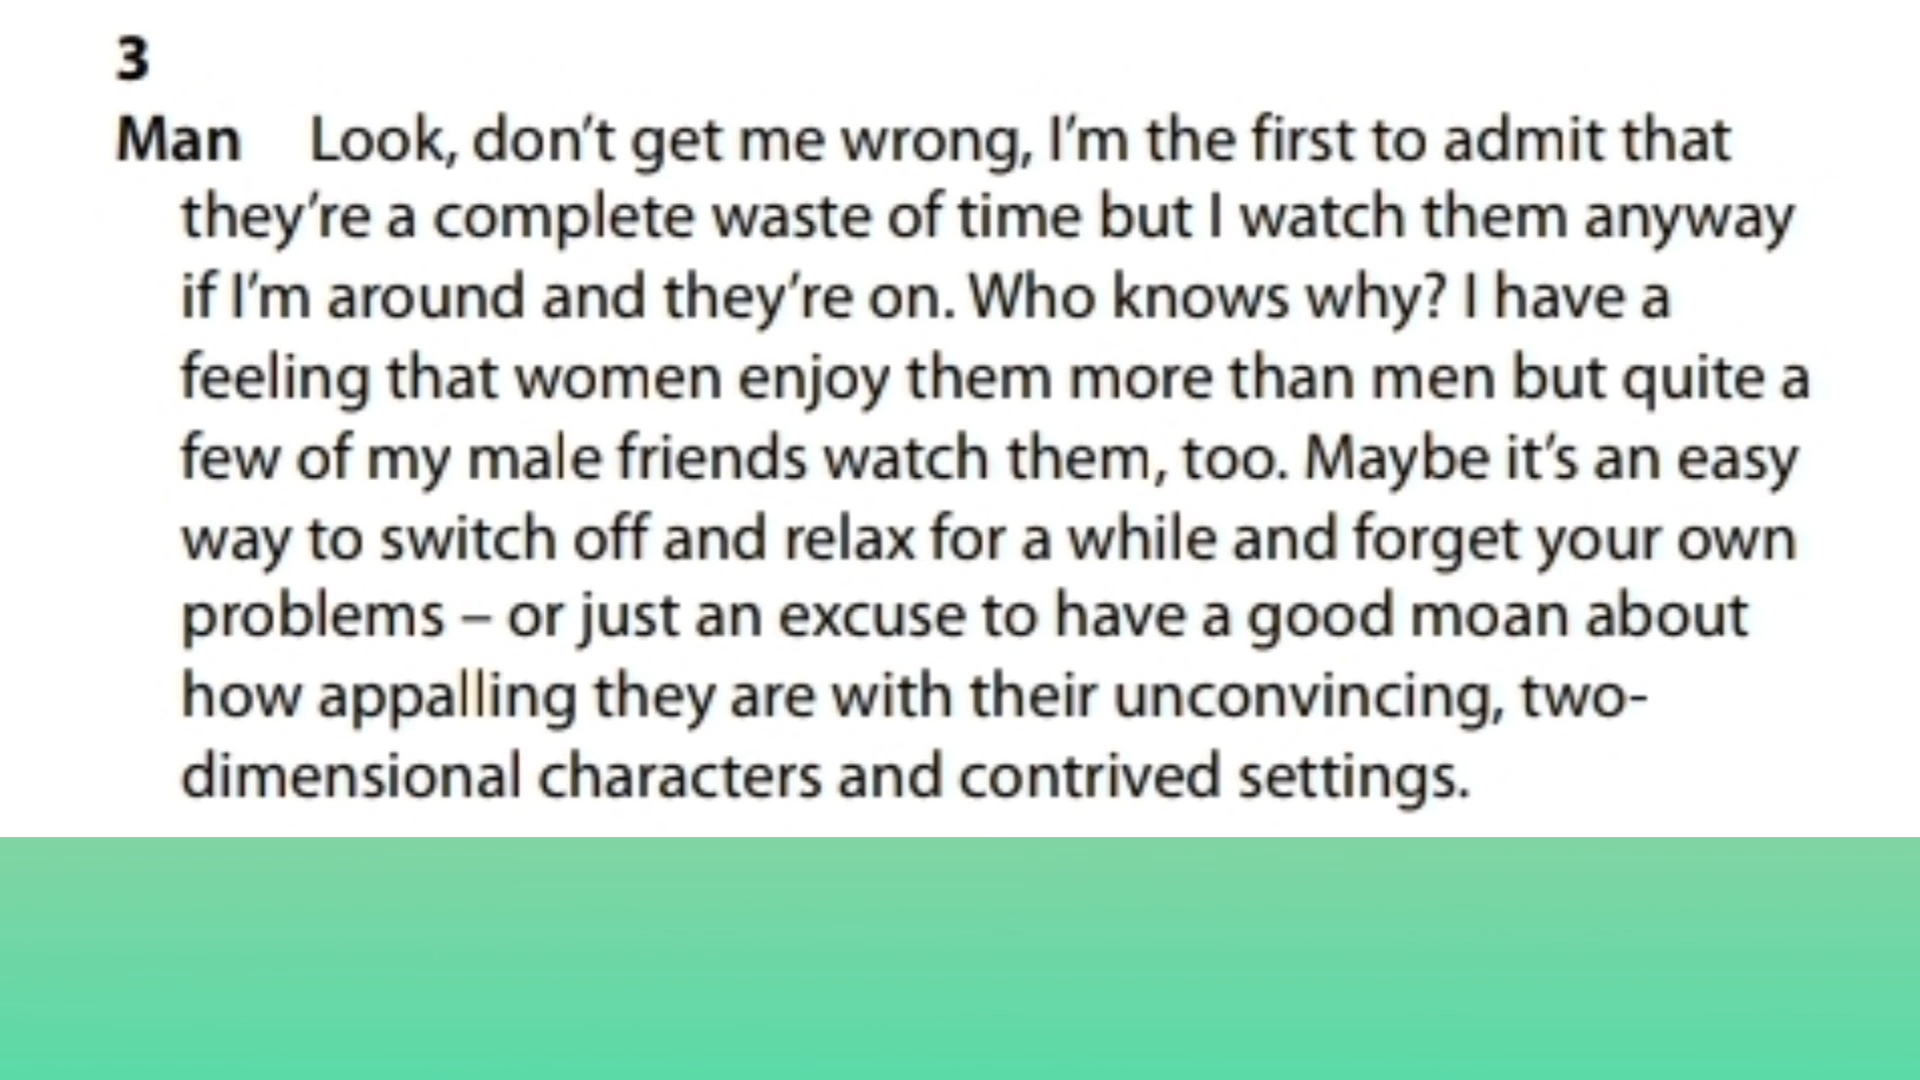 3
Man Look, don’t get me wrong, I’m the first to admit that
they’re a complete waste of time but I watch them anyway
if I’m around and they’re on. Who knows why? I have a
feeling that women enjoy them more than men but quite a
few of my male friends watch them, too. Maybe it’s an easy
way to switch off and relax for a while and forget your own
problems – or just an excuse to have a good moan about
how appalling they are with their unconvincing, two-
dimensional characters and contrived settings.